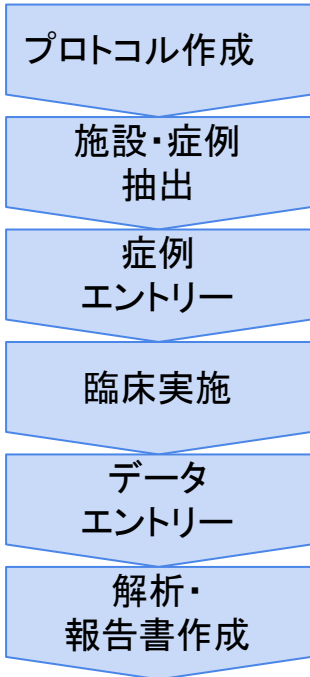 プロトコル作成
施設・症例
抽出
症例
エントリー
臨床実施
データ
エントリー
解析・
報告書作成